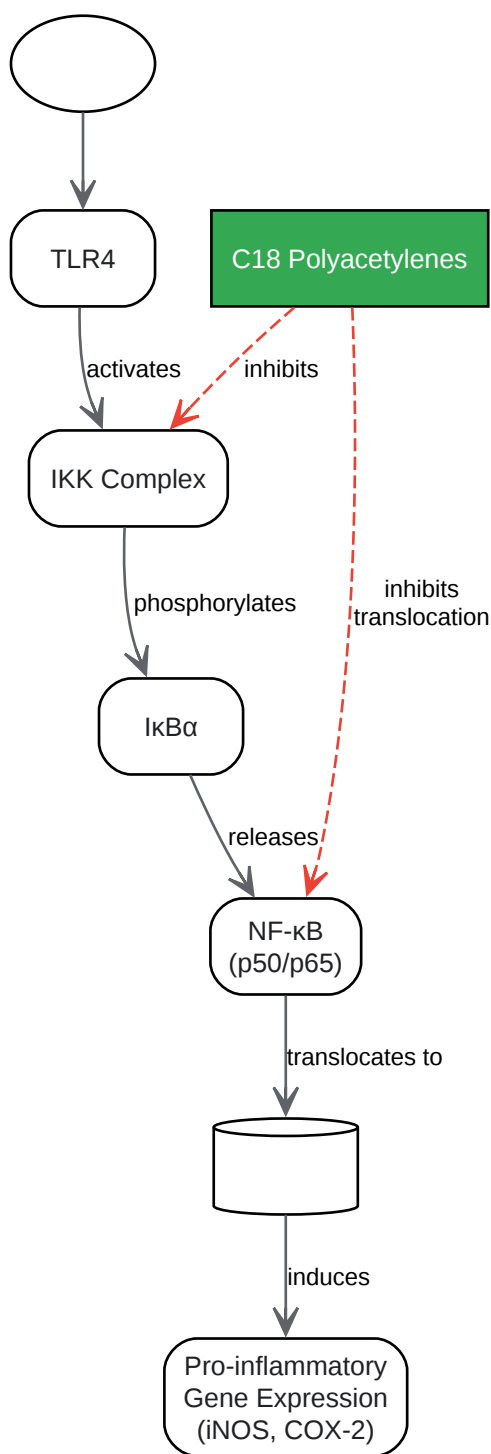 TLR4
C18 Polyacetylenes
activates
inhibits
IKK Complex
phosphorylates
inhibits
translocation
IκBα
releases
NF-κB
(p50/p65)
translocates to
induces
Pro-inflammatory
Gene Expression
(iNOS, COX-2)